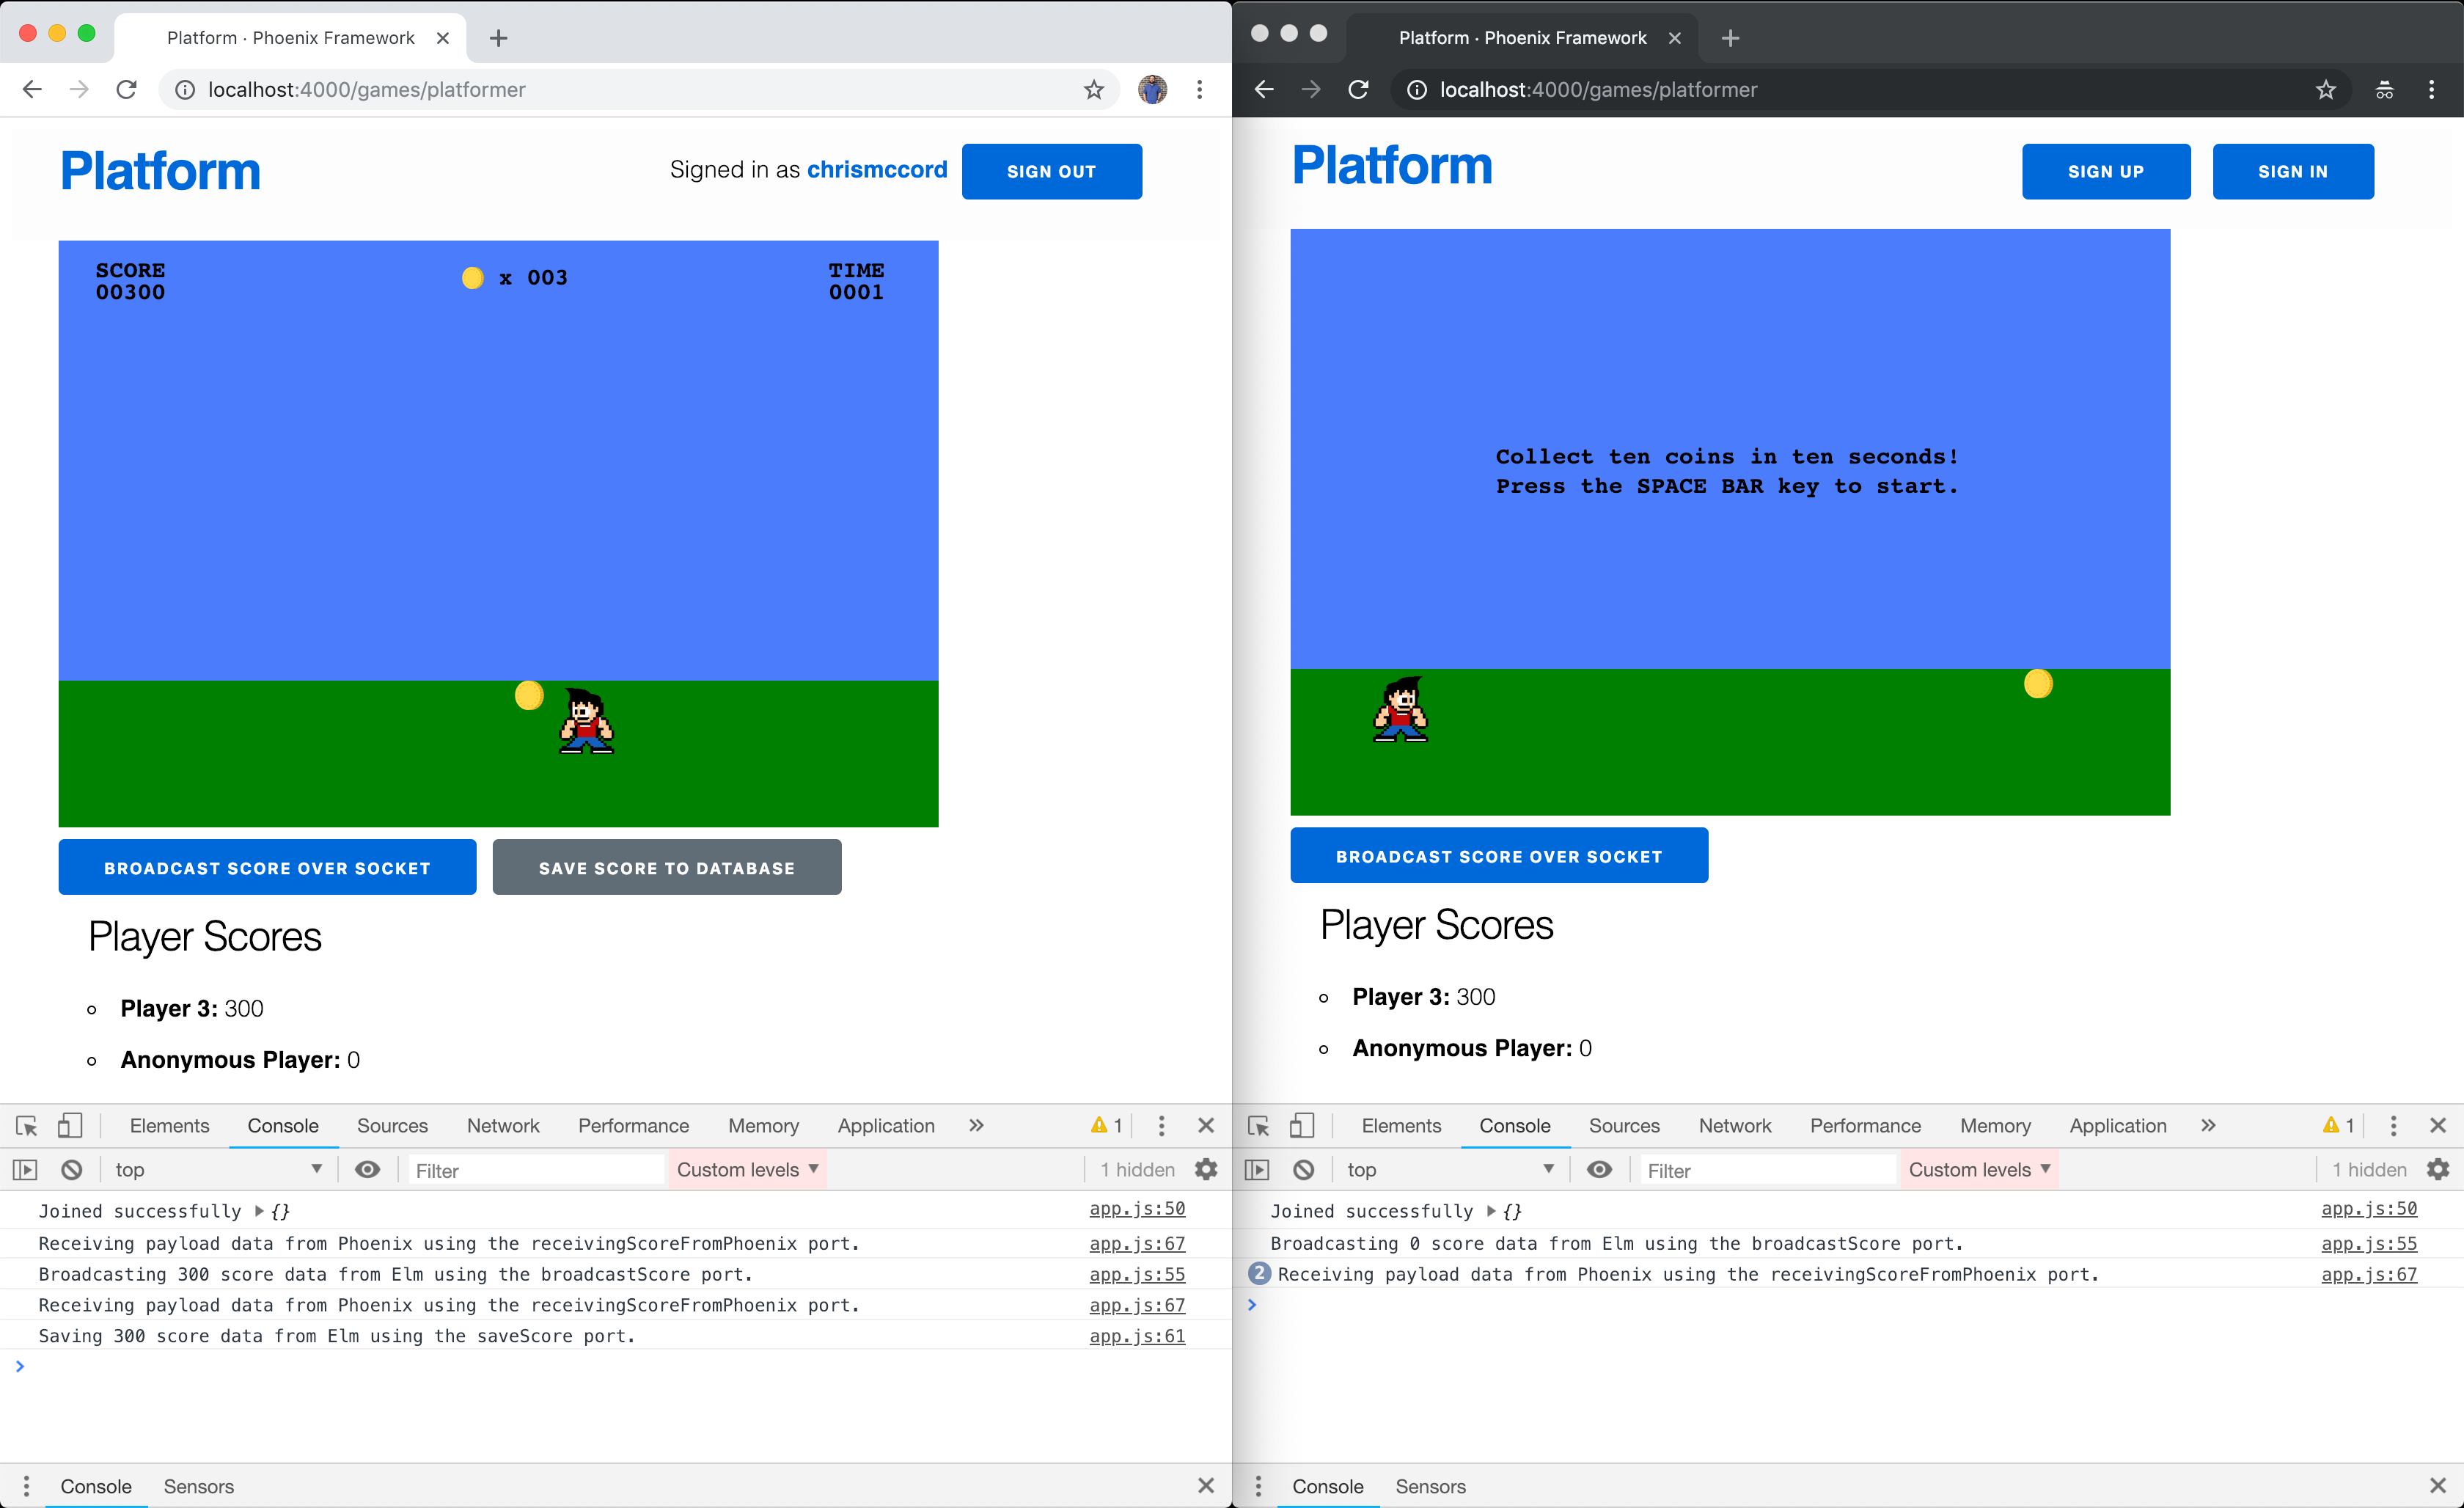 Platform · Phoenix Framework
localhost:4000/games/platformer
Platform
Signed in as chrismccord
SIGN OUT
SCORE
00300
x 003
TIME
0001
BROADCAST SCORE OVER SOCKET
SAVE SCORE TO DATABASE
Player Scores
Player 3: 300
Anonymous Player: 0
Elements Console Sources Network Performance Memory Application » 1
top Filter Custom levels 1 hidden
Joined successfully {} app.js:50
Receiving payload data from Phoenix using the receivingScoreFromPhoenix port. app.js:67
Broadcasting 300 score data from Elm using the broadcastScore port. app.js:55
Receiving payload data from Phoenix using the receivingScoreFromPhoenix port. app.js:67
Saving 300 score data from Elm using the saveScore port. app.js:61
Console Sensors
Platform · Phoenix Framework
localhost:4000/games/platformer
Platform
SIGN UP
SIGN IN
Collect ten coins in ten seconds!
Press the SPACE BAR key to start.
BROADCAST SCORE OVER SOCKET
Player Scores
Player 3: 300
Anonymous Player: 0
Elements Console Sources Network Performance Memory Application » 1
top Filter Custom levels 1 hidden
Joined successfully {} app.js:50
Broadcasting 0 score data from Elm using the broadcastScore port. app.js:55
2 Receiving payload data from Phoenix using the receivingScoreFromPhoenix port. app.js:67
Console Sensors